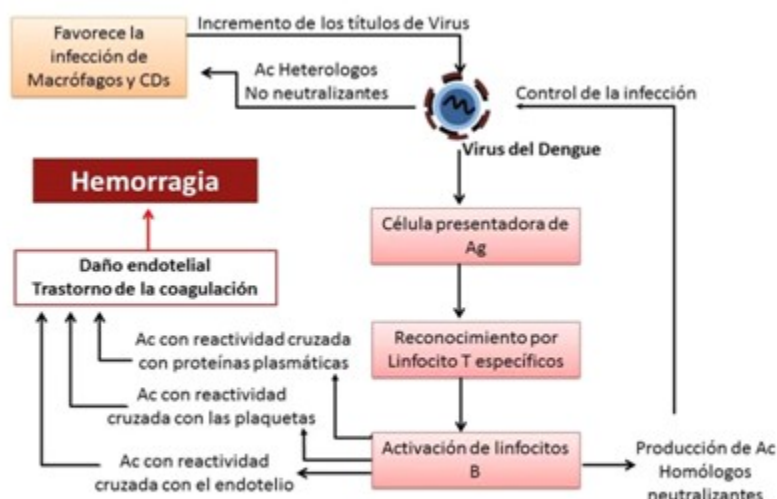 Incremento de los títulos de Virus
Favorece la
infección de
Macrófagos y CDs
Ac Heterologos
No neutralizantes
Control de la infección
Virus del Dengue
Hemorragia
Célula presentadora de
Ag
Daño endotelial
Trastorno de la coagulación
Reconocimiento por
Linfocito T específicos
Ac con reactividad cruzada
con proteínas plasmáticas
Ac con reactividad
cruzada con las plaquetas
Ac con reactividad
cruzada con el endotelio
Activación de linfocitos
B
Producción de Ac
Homólogos
neutralizantes